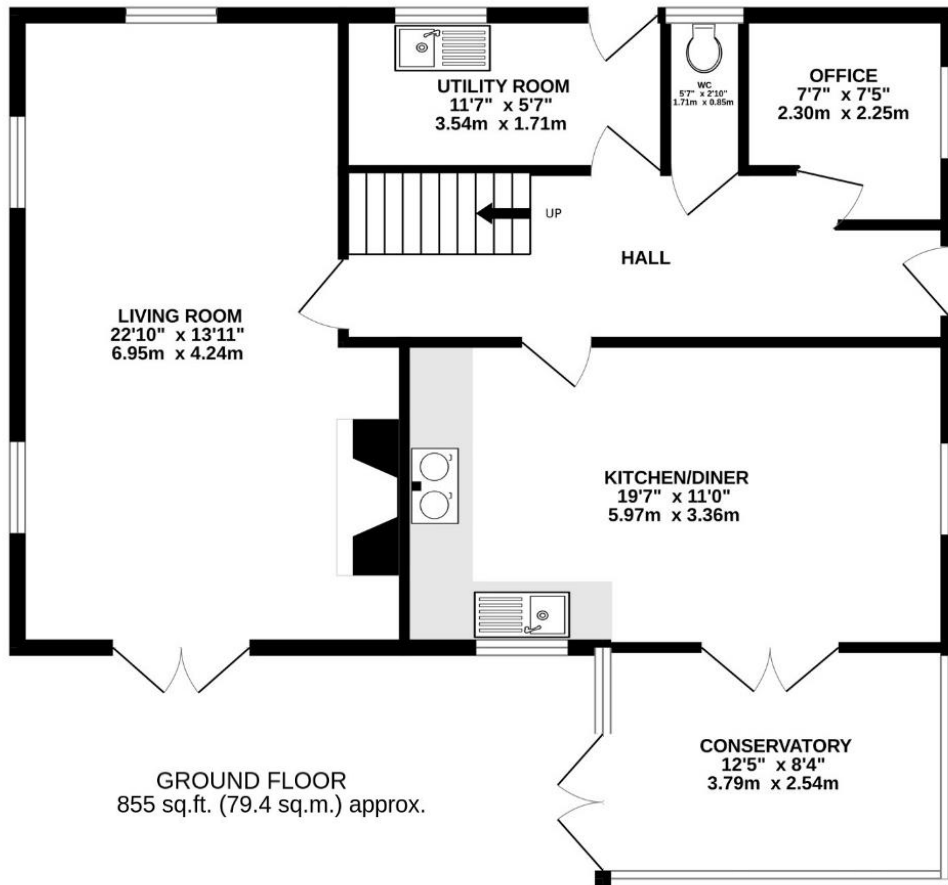 UTILITY ROOM
11'7" x 5'7"
3.54m x 1.71m
WC
5'7" x 2'10"
1.71m x 0.85m
OFFICE
7'7" x 7'5"
2.30m x 2.25m
UP
HALL
LIVING ROOM
22'10" x 13'11"
6.95m x 4.24m
KITCHEN/DINER
19'7" x 11'0"
5.97m x 3.36m
CONSERVATORY
12'5" x 8'4"
3.79m x 2.54m
GROUND FLOOR
855 sq.ft. (79.4 sq.m.) approx.